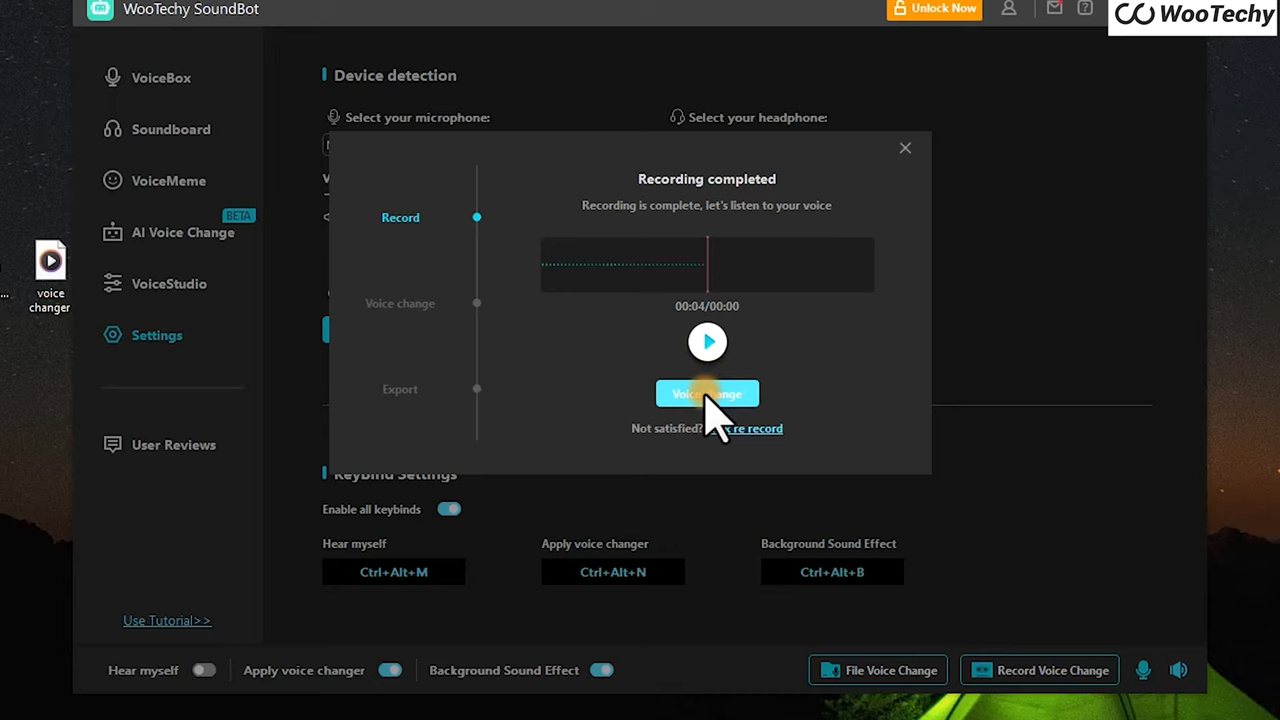 WooTechy SoundBot
Unlock Now
WooTechy
VoiceBox
Soundboard
VoiceMeme
BETA
AI Voice Change
VoiceStudio
Settings
User Reviews
Use Tutorial>>
voice
changer
...
Device detection
Select your microphone:
Select your headphone:
Record
Voice change
Export
Recording completed
Recording is complete, let's listen to your voice
00:04/00:00
Not satisfied? re record
Keybind Settings
Enable all keybinds
Hear myself
Apply voice changer
Background Sound Effect
Ctrl+Alt+M
Ctrl+Alt+N
Ctrl+Alt+B
Hear myself
Apply voice changer
Background Sound Effect
File Voice Change
Record Voice Change